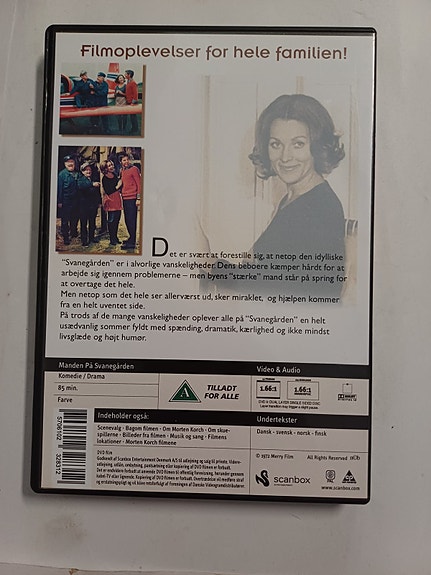 Filmoplevelser for hele familien!
Det er svært at forestille sig, at netop den idylliske
"Svanegården" er i alvorlige vanskeligheder. Dens beboere kæmper hårdt for at
arbejde sig igennem problemerne – men byens "stærke" mand står på spring for
at overtage det hele.
Men netop som det hele ser allerværst ud, sker miraklet, og hjælpen kommer
fra en helt uventet side.
På trods af de mange vanskeligheder oplever alle på "Svanegården" en helt
usædvanlig sommer fyldt med spænding, dramatik, kærlighed og ikke mindst
livsglæde og højt humør.
Manden På Svanegården
Komedie / Drama
85 min.
Farve
A
TILLADT
FOR ALLE
Video & Audio
1.66:1
1.66:1
Indeholder også:
Scenevalg · Bagom filmen · Om Morten Korch · Om skue-
spillerne · Billeder fra filmen · Musik og sang · Filmens
lokationer · Morten Korch filmene
Undertekster
Dansk - svensk - norsk - finsk
DVD film
© 1972 Merry Film
All Rights Reserved
scanbox
PAL
www.scanbox.com